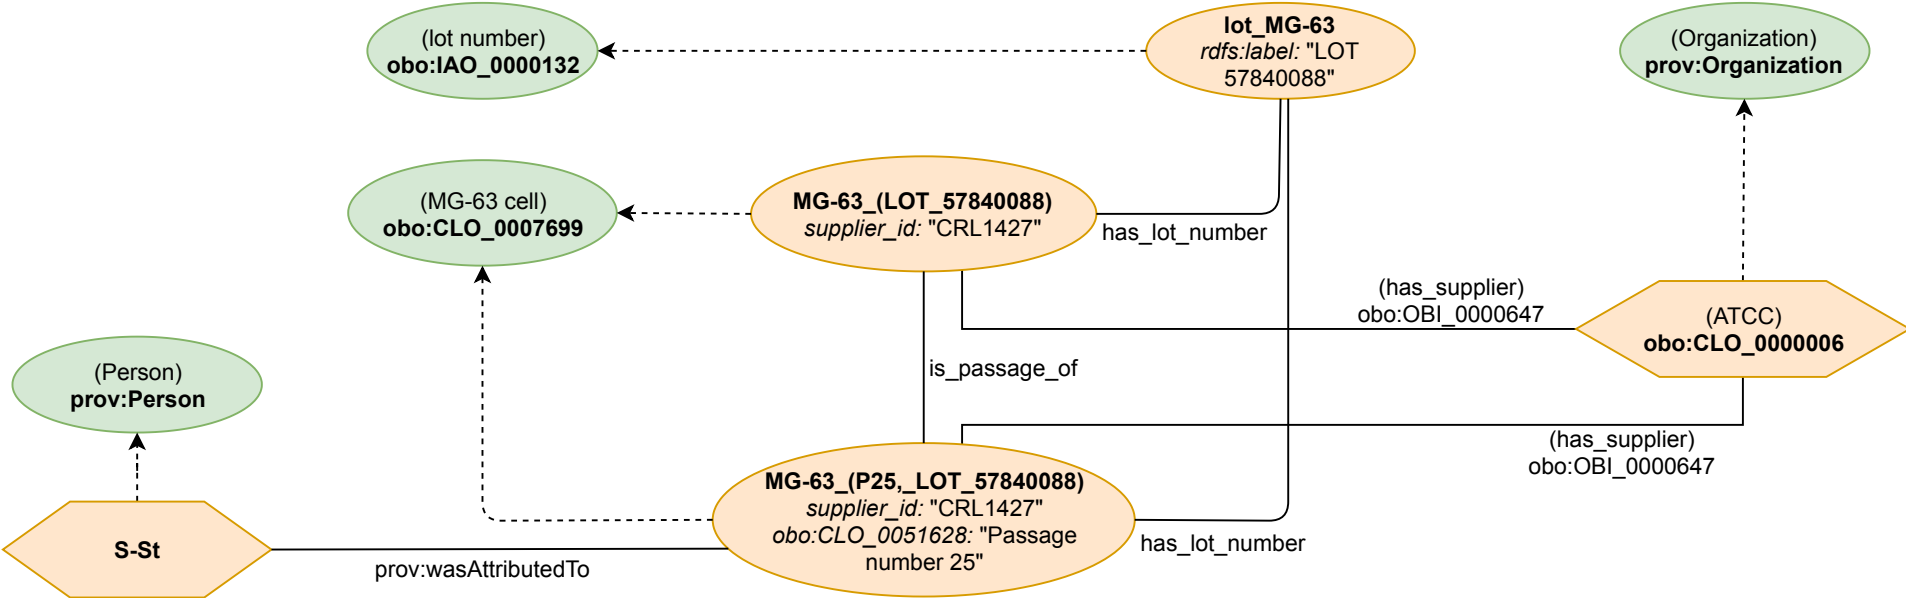 (lot number)
obo:IAO_0000132
lot_MG-63
rdfs:label: "LOT
57840088"
(Organization)
prov:Organization
(MG-63 cell)
obo:CLO_0007699
MG-63_(LOT_57840088)
supplier_id: "CRL1427"
has_lot_number
(has_supplier)
obo:OBI_0000647
(ATCC)
obo:CLO_0000006
(Person)
prov:Person
is_passage_of
(has_supplier)
obo:OBI_0000647
MG-63_(P25,_LOT_57840088)
supplier_id: "CRL1427"
obo:CLO_0051628: "Passage
number 25"
has_lot_number
S-St
prov:wasAttributedTo